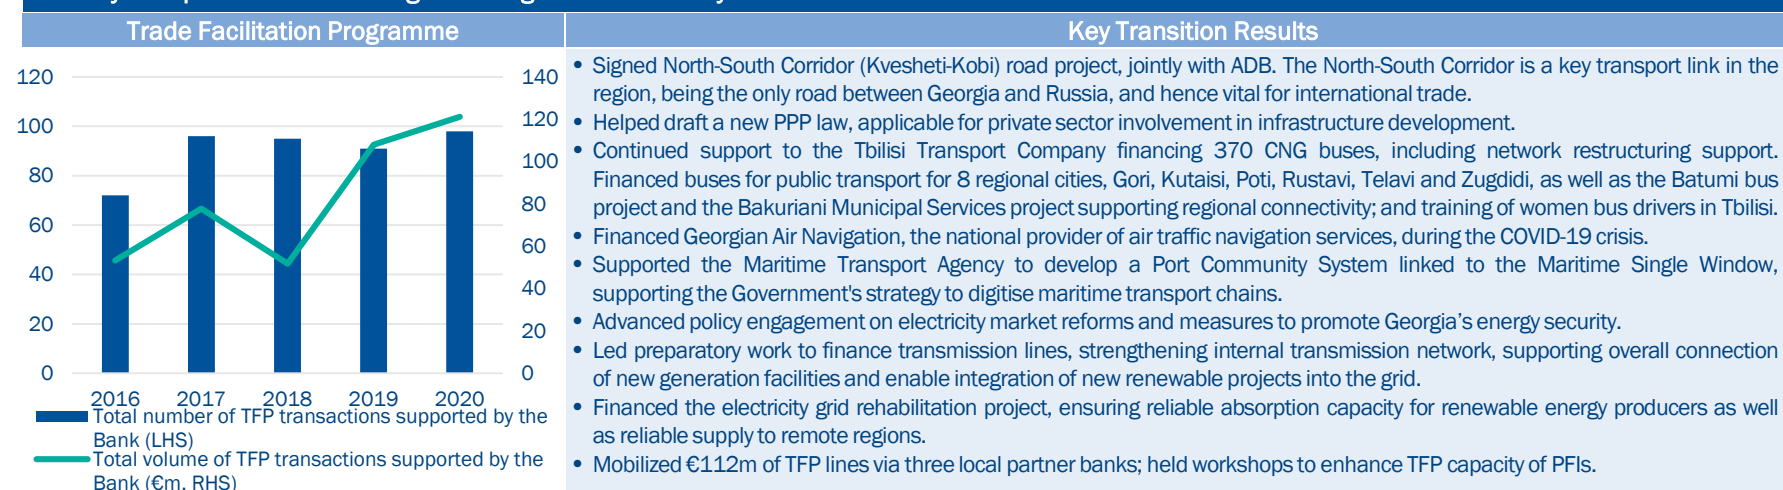 Trade Facilitation Programme
Key Transition Results
120
100
80
60
40
20
0
140
120
100
80
60
40
20
0
2016 2017 2018 2019 2020
Total number of TFP transactions supported by the
Bank (LHS)
Total volume of TFP transactions supported by the
Bank (€m, RHS)
• Signed North-South Corridor (Kvesheti-Kobi) road project, jointly with ADB. The North-South Corridor is a key transport link in the
region, being the only road between Georgia and Russia, and hence vital for international trade.
• Helped draft a new PPP law, applicable for private sector involvement in infrastructure development.
• Continued support to the Tbilisi Transport Company financing 370 CNG buses, including network restructuring support.
Financed buses for public transport for 8 regional cities, Gori, Kutaisi, Poti, Rustavi, Telavi and Zugdidi, as well as the Batumi bus
project and the Bakuriani Municipal Services project supporting regional connectivity; and training of women bus drivers in Tbilisi.
• Financed Georgian Air Navigation, the national provider of air traffic navigation services, during the COVID-19 crisis.
• Supported the Maritime Transport Agency to develop a Port Community System linked to the Maritime Single Window,
supporting the Government's strategy to digitise maritime transport chains.
• Advanced policy engagement on electricity market reforms and measures to promote Georgia’s energy security.
• Led preparatory work to finance transmission lines, strengthening internal transmission network, supporting overall connection
of new generation facilities and enable integration of new renewable projects into the grid.
• Financed the electricity grid rehabilitation project, ensuring reliable absorption capacity for renewable energy producers as well
as reliable supply to remote regions.
• Mobilized €112m of TFP lines via three local partner banks; held workshops to enhance TFP capacity of PFIs.